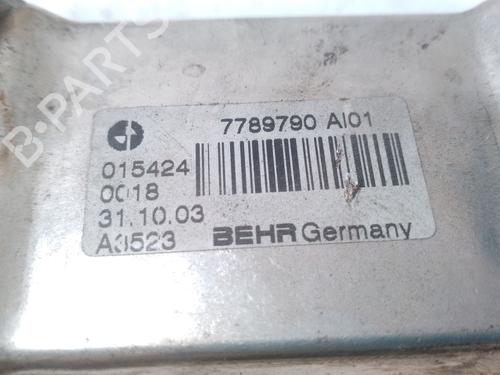 B-PARTS
7789790 AI01
015424
0018
31.10.03
A3523 BEHR Germany